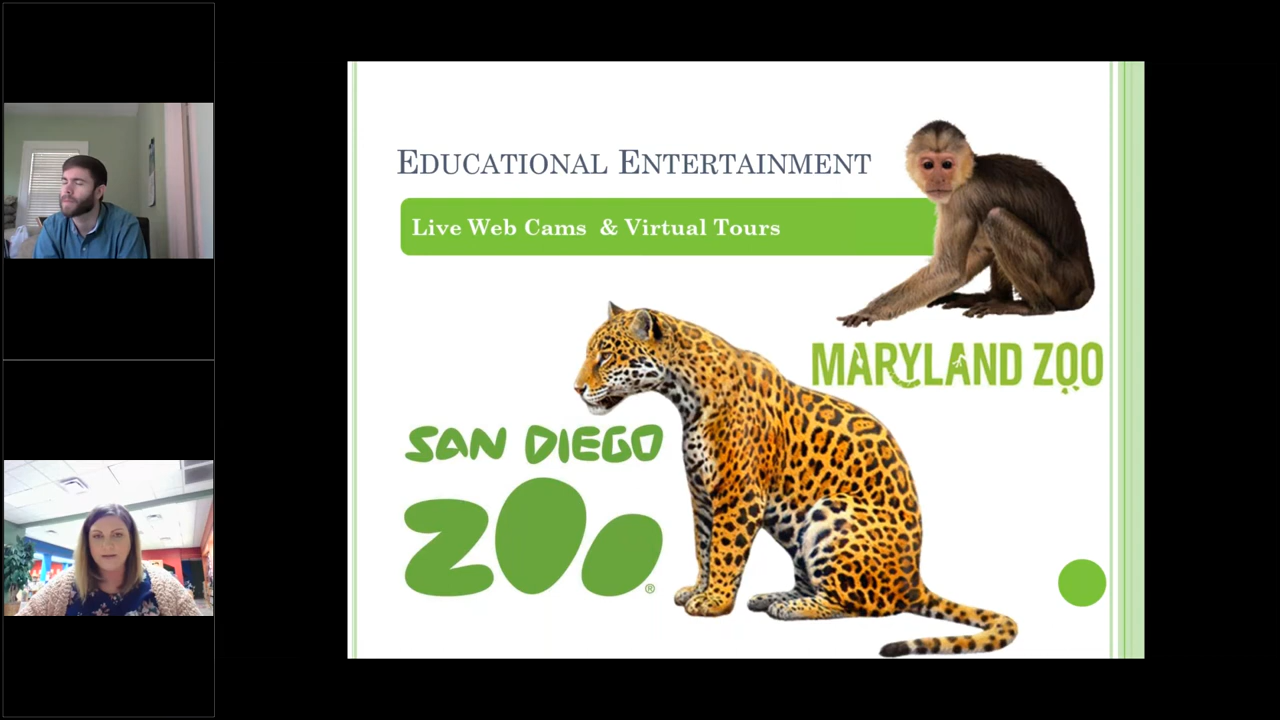 Educational Entertainment
Live Web Cams & Virtual Tours
MARYLAND ZOO
SAN DIEGO
ZOO®